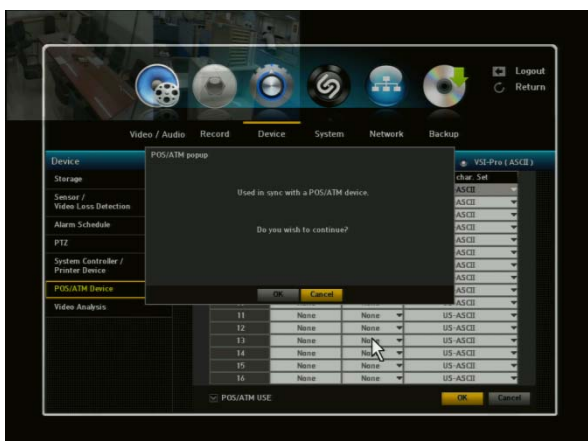 Logout
Return
Video / Audio Record Device System Network Backup
Device
VSI-Pro ( ASCII )
POS/ATM popup
Used in sync with a POS/ATM device.
Do you wish to continue?
OK Cancel
Storage
Sensor /
Video Loss Detection
Alarm Schedule
PTZ
System Controller /
Printer Device
POS/ATM Device
Video Analysis
char. Set
-ASCII
ASCII
ASCII
ASCII
ASCII
ASCII
ASCII
ASCII
ASCII
11 None None US-ASCII
12 None None US-ASCII
13 None None US-ASCII
14 None None US-ASCII
15 None None US-ASCII
16 None None US-ASCII
POS/ATM USE
OK Cancel